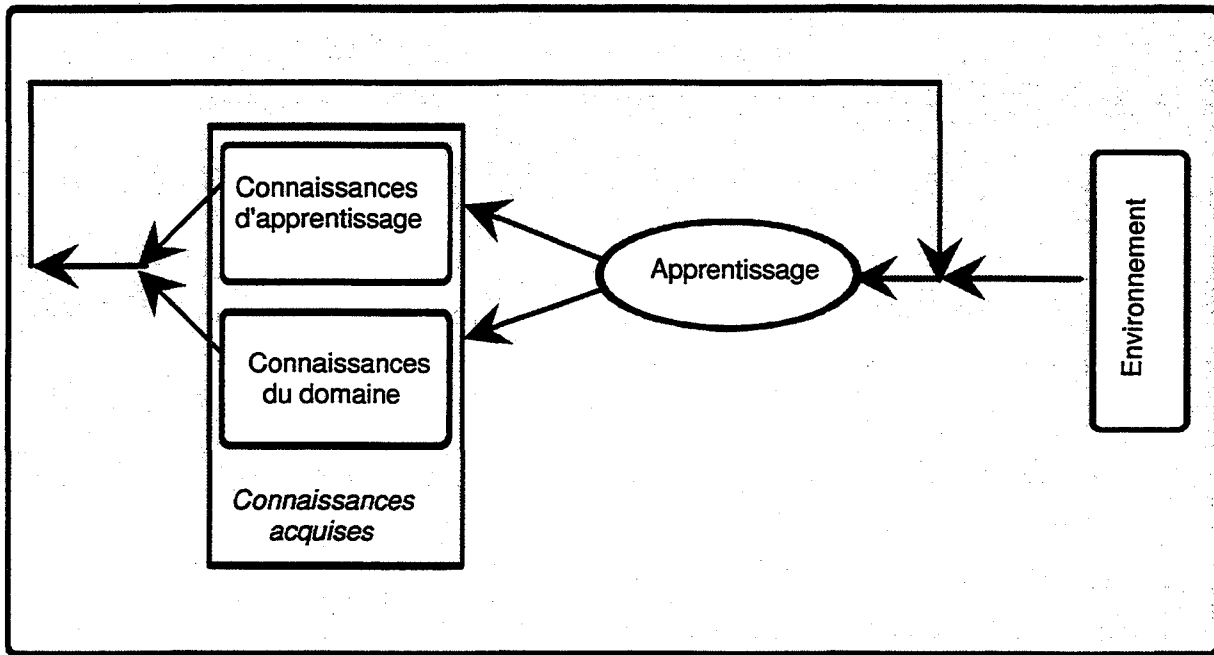 Connaissances
d'apprentissage
Connaissances
du domaine
Connaissances
acquises
Apprentissage
Environnement